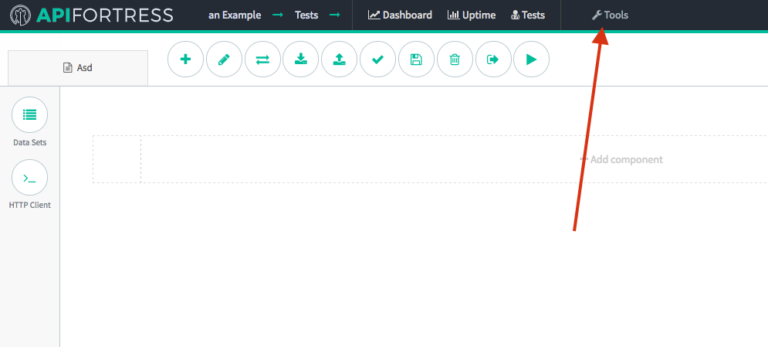 APIFORTRESS an Example → Tests → Dashboard Uptime Tests Tools
Asd
Data Sets
>_
HTTP Client
+ Add component